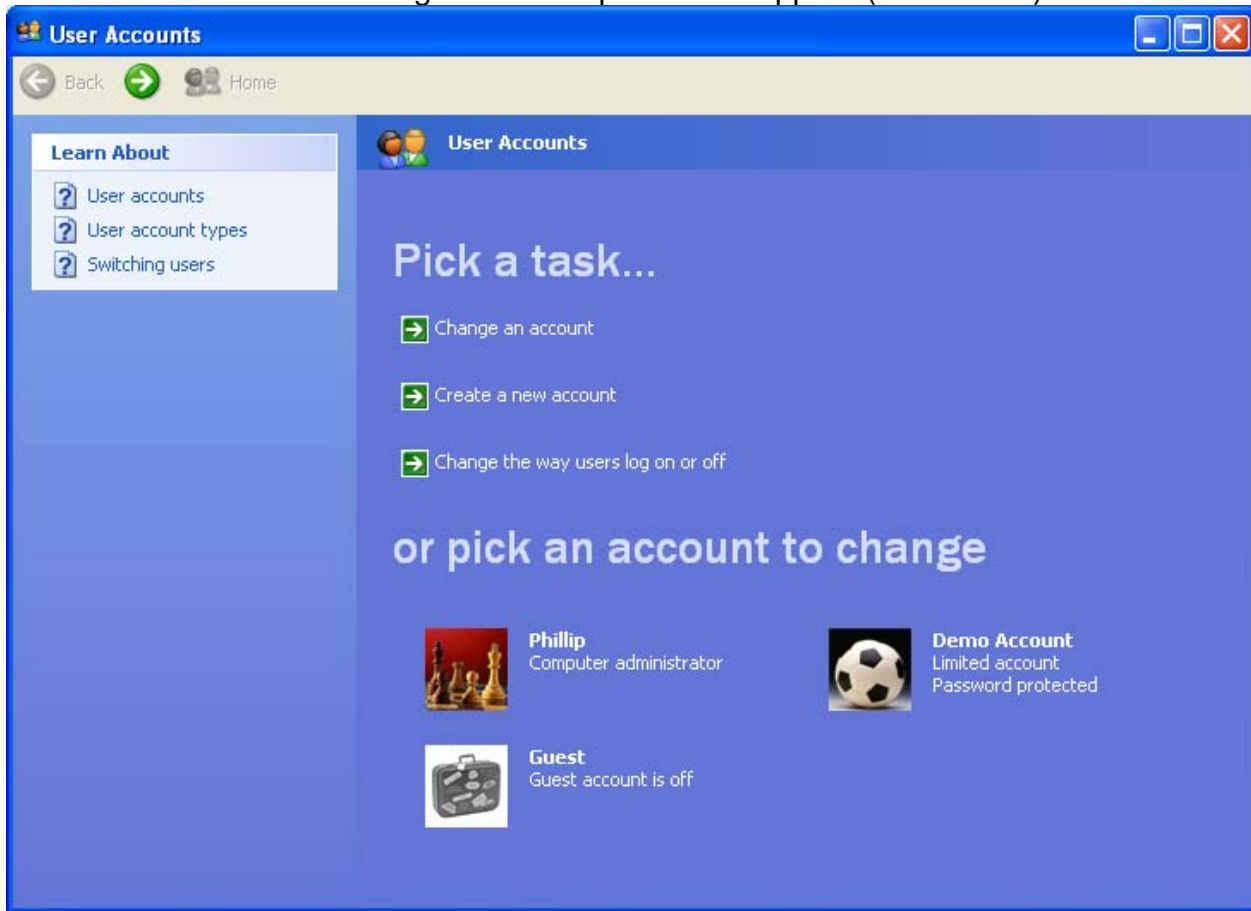 User Accounts
Back
Home
Learn About
User accounts
User account types
Switching users
User Accounts
Pick a task...
Change an account
Create a new account
Change the way users log on or off
or pick an account to change
Phillip
Computer administrator
Demo Account
Limited account
Password protected
Guest
Guest account is off